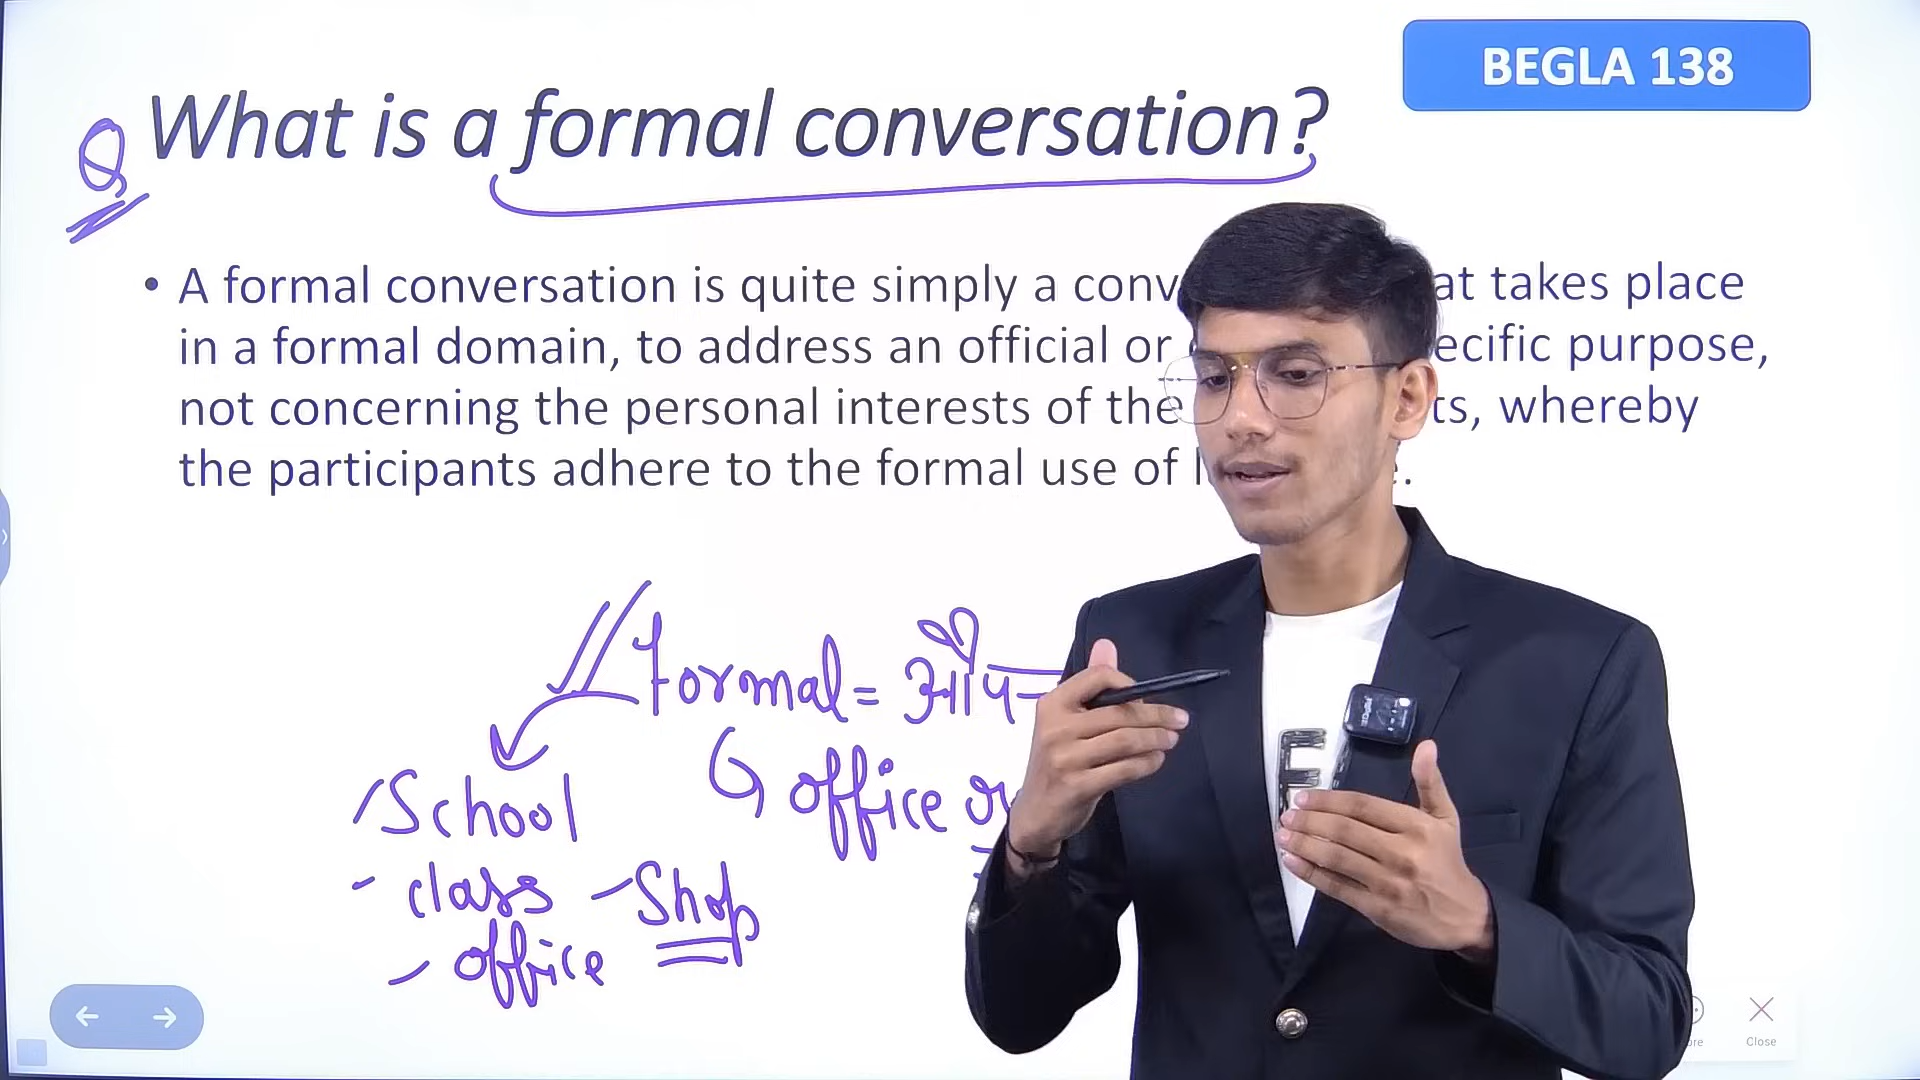 BEGLA 138
Q What is a formal conversation?
• A formal conversation is quite simply a conv at takes place
in a formal domain, to address an official or ecific purpose,
not concerning the personal interests of the ts, whereby
the participants adhere to the formal use of
Formal = औप
office or
School
- class - Shop
- office
E
Close